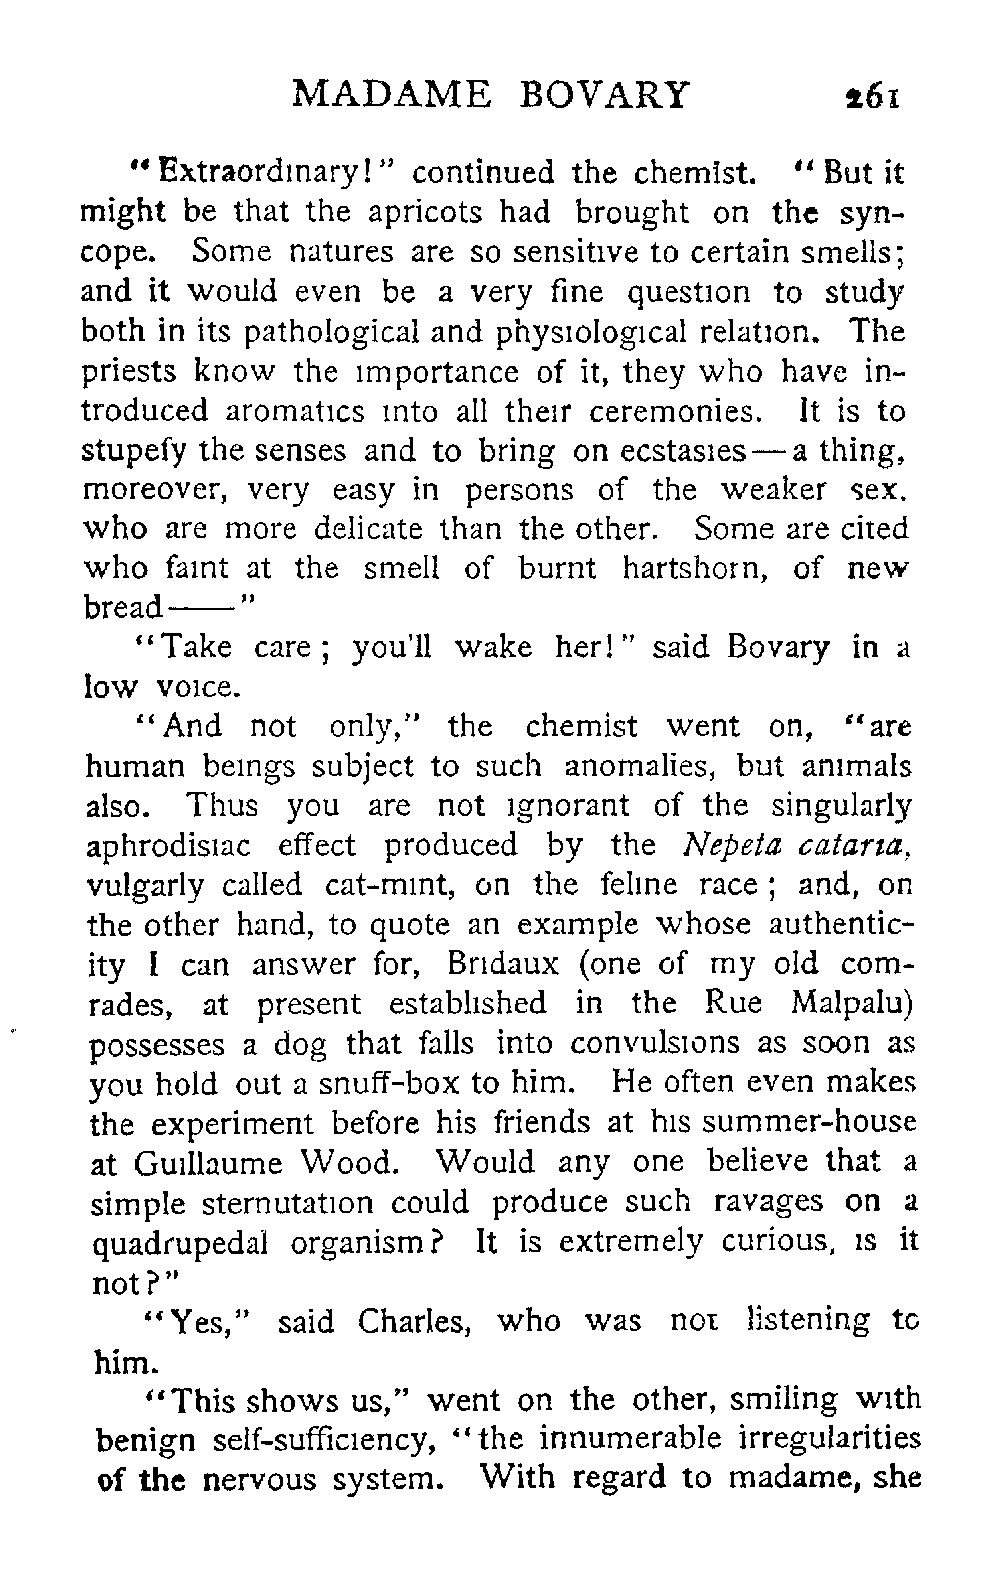 MADAME BOVARY 261
"Extraordinary!" continued the chemist. "But it
might be that the apricots had brought on the syn-
cope. Some natures are so sensitive to certain smells;
and it would even be a very fine question to study
both in its pathological and physiological relation. The
priests know the importance of it, they who have in-
troduced aromatics into all their ceremonies. It is to
stupefy the senses and to bring on ecstasies—a thing,
moreover, very easy in persons of the weaker sex.
who are more delicate than the other. Some are cited
who faint at the smell of burnt hartshorn, of new
bread——"
"Take care; you'll wake her!" said Bovary in a
low voice.
"And not only," the chemist went on, "are
human beings subject to such anomalies, but animals
also. Thus you are not ignorant of the singularly
aphrodisiac effect produced by the Nepeta cataria,
vulgarly called cat-mint, on the feline race; and, on
the other hand, to quote an example whose authentic-
ity I can answer for, Bridaux (one of my old com-
rades, at present established in the Rue Malpalu)
possesses a dog that falls into convulsions as soon as
you hold out a snuff-box to him. He often even makes
the experiment before his friends at his summer-house
at Guillaume Wood. Would any one believe that a
simple sternutation could produce such ravages on a
quadrupedal organism? It is extremely curious, is it
not?"
"Yes," said Charles, who was not listening to
him.
"This shows us," went on the other, smiling with
benign self-sufficiency, "the innumerable irregularities
of the nervous system. With regard to madame, she